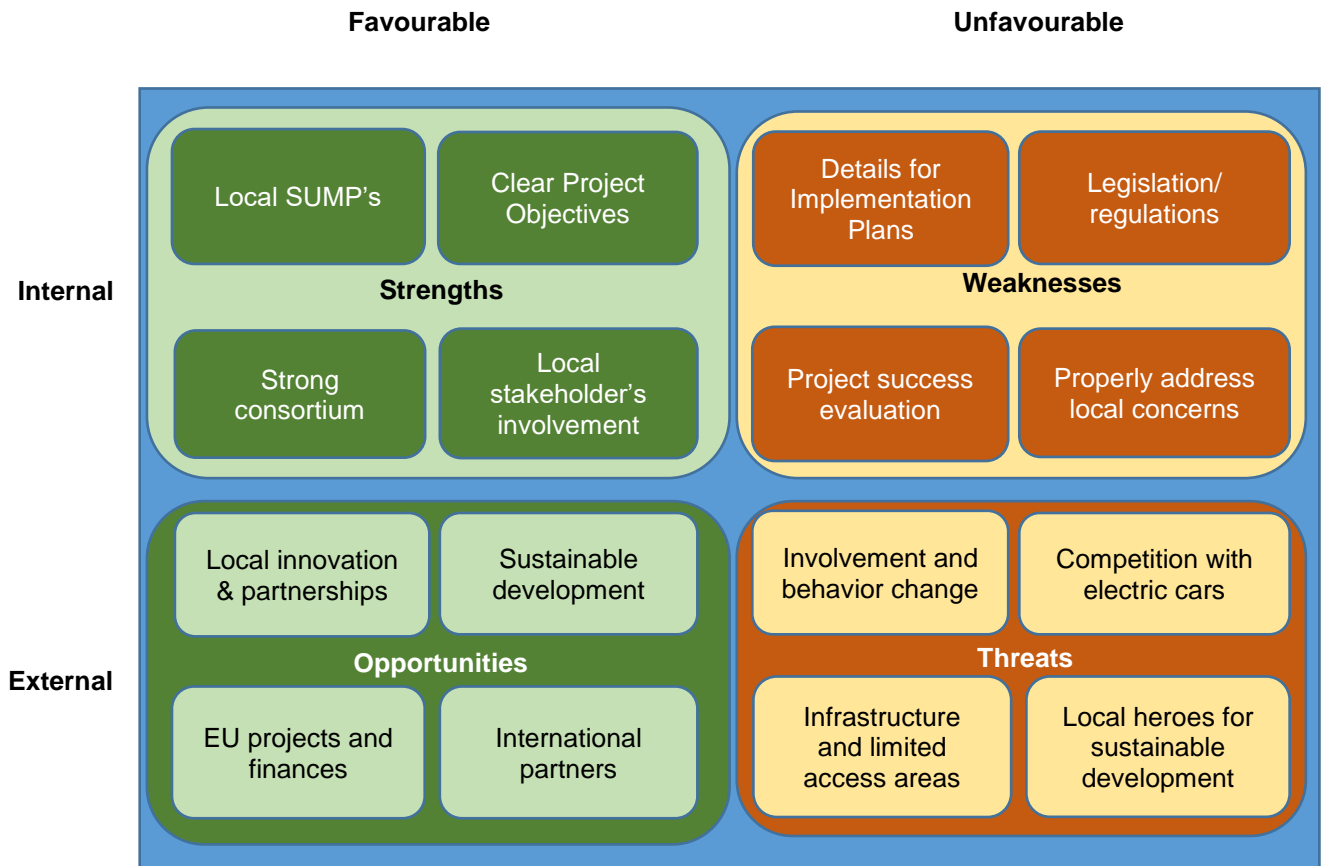 Favourable
Unfavourable
Internal
Local SUMP’s
Clear Project
Objectives
Strengths
Strong
consortium
Local
stakeholder’s
involvement
Details for
Implementation
Plans
Legislation/
regulations
Weaknesses
Project success
evaluation
Properly address
local concerns
External
Local innovation
& partnerships
Sustainable
development
Opportunities
EU projects and
finances
International
partners
Involvement and
behavior change
Competition with
electric cars
Threats
Infrastructure
and limited
access areas
Local heroes for
sustainable
development